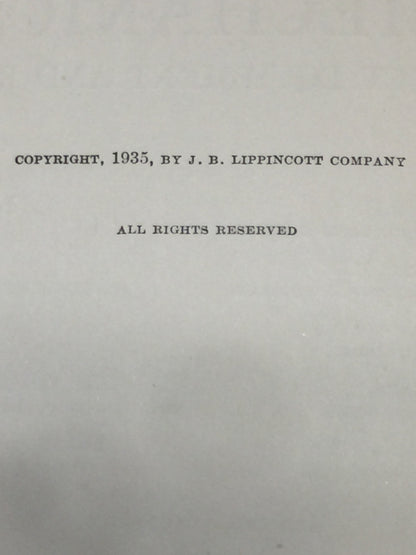 COPYRIGHT, 1935, BY J. B. LIPPINCOTT COMPANY
ALL RIGHTS RESERVED